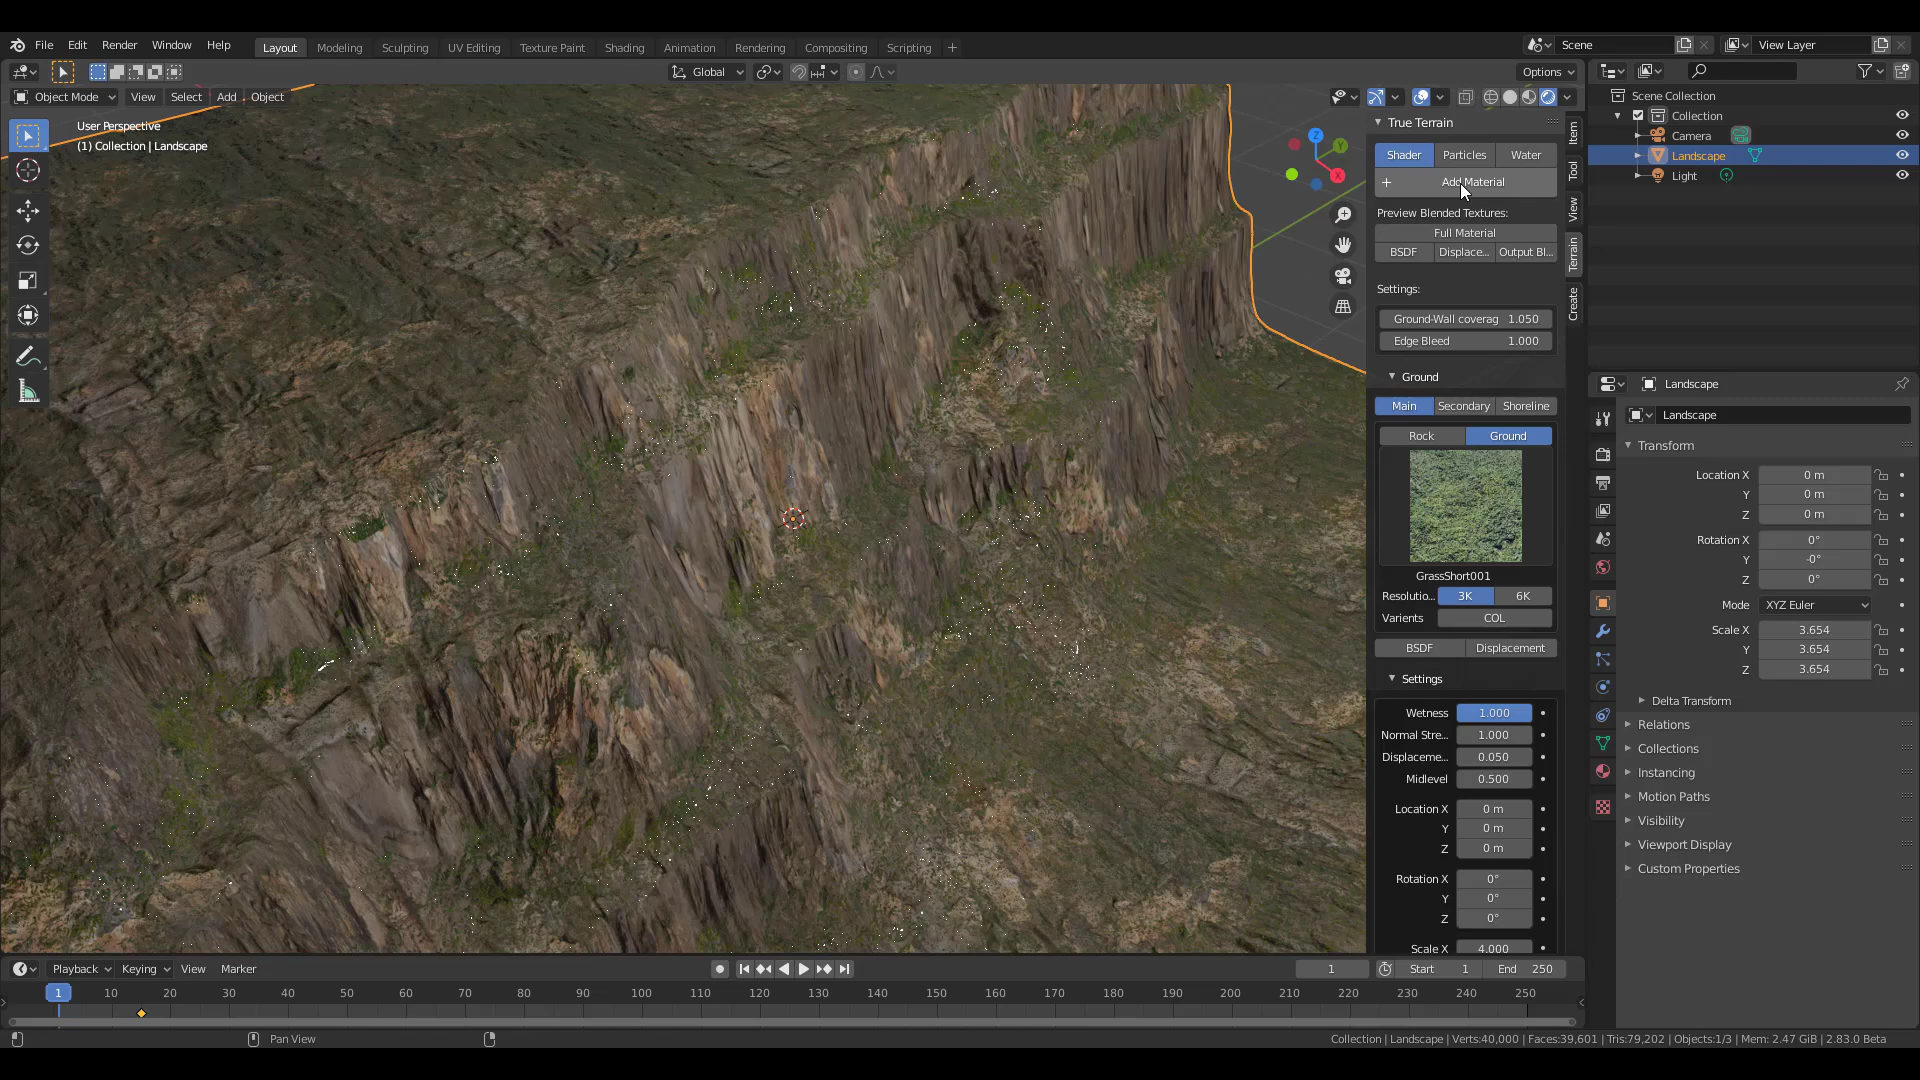 File Edit Render Window Help Layout Modeling Sculpting UV Editing Texture Paint Shading Animation Rendering Compositing Scripting + Scene View Layer
Global Options
Object Mode View Select Add Object
User Perspective
(1) Collection | Landscape
Z
Y
X
True Terrain
Shader Particles Water
+ Add Material
Preview Blended Textures:
Full Material
BSDF Displace... Output Bl...
Settings:
Ground-Wall coverag 1.050
Edge Bleed 1.000
Ground
Main Secondary Shoreline
Rock Ground
GrassShort001
Resolutio... 3K 6K
Varients COL
BSDF Displacement
Settings
Wetness 1.000
Normal Stre... 1.000
Displaceme... 0.050
Midlevel 0.500
Location X 0 m
Y 0 m
Z 0 m
Rotation X 0°
Y 0°
Z 0°
Scale X 4.000
Item
Tool
View
Terrain
Create
Scene Collection
Collection
Camera
Landscape
Light
Landscape
Landscape
Transform
Location X 0 m
Y 0 m
Z 0 m
Rotation X 0°
Y -0°
Z 0°
Mode XYZ Euler
Scale X 3.654
Y 3.654
Z 3.654
Delta Transform
Relations
Collections
Instancing
Motion Paths
Visibility
Viewport Display
Custom Properties
Playback Keying View Marker 1 Start 1 End 250
1 10 20 30 40 50 60 70 80 90 100 110 120 130 140 150 160 170 180 190 200 210 220 230 240 250
Pan View Collection | Landscape | Verts:40,000 | Faces:39,601 | Tris:79,202 | Objects:1/3 | Mem: 2.47 GiB | 2.83.0 Beta